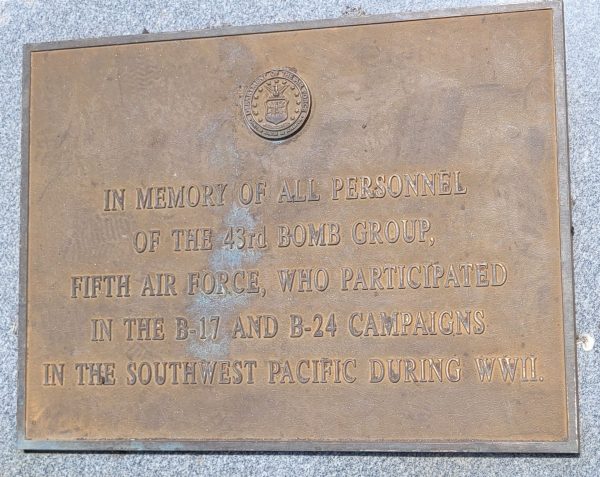 IN MEMORY OF ALL PERSONNEL
OF THE 43rd BOMB GROUP,
FIFTH AIR FORCE, WHO PARTICIPATED
IN THE B-17 AND B-24 CAMPAIGNS
IN THE SOUTHWEST PACIFIC DURING WWII.